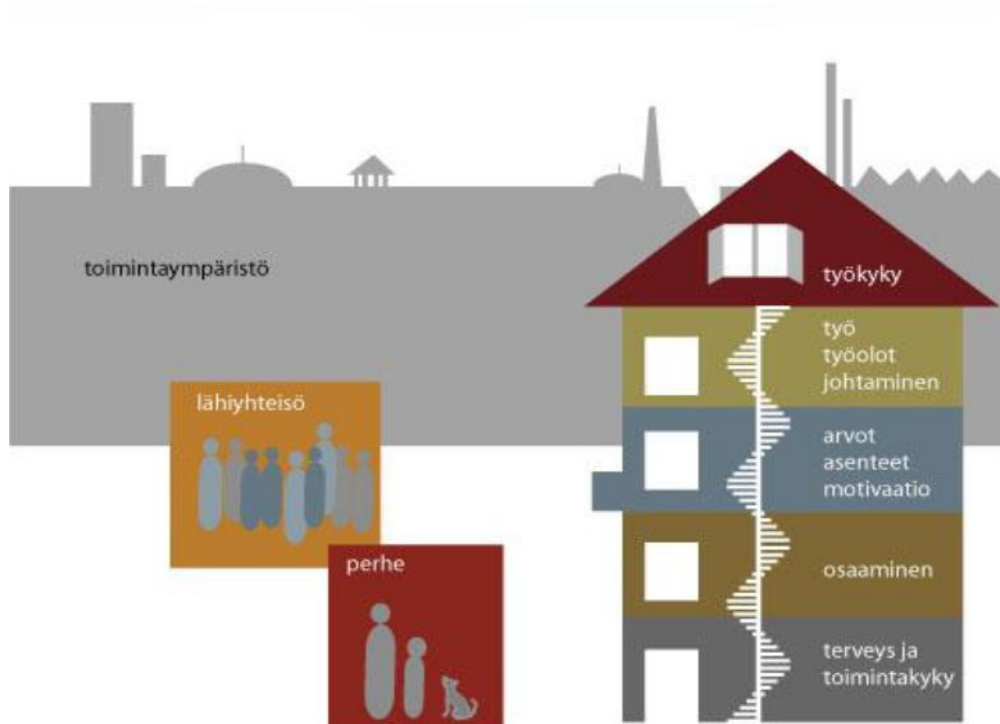 toimintaympäristö
lähiyhteisö
perhe
työkyky
työ
työolot
johtaminen
arvot
asenteet
motivaatio
osaaminen
terveys ja
toimintakyky